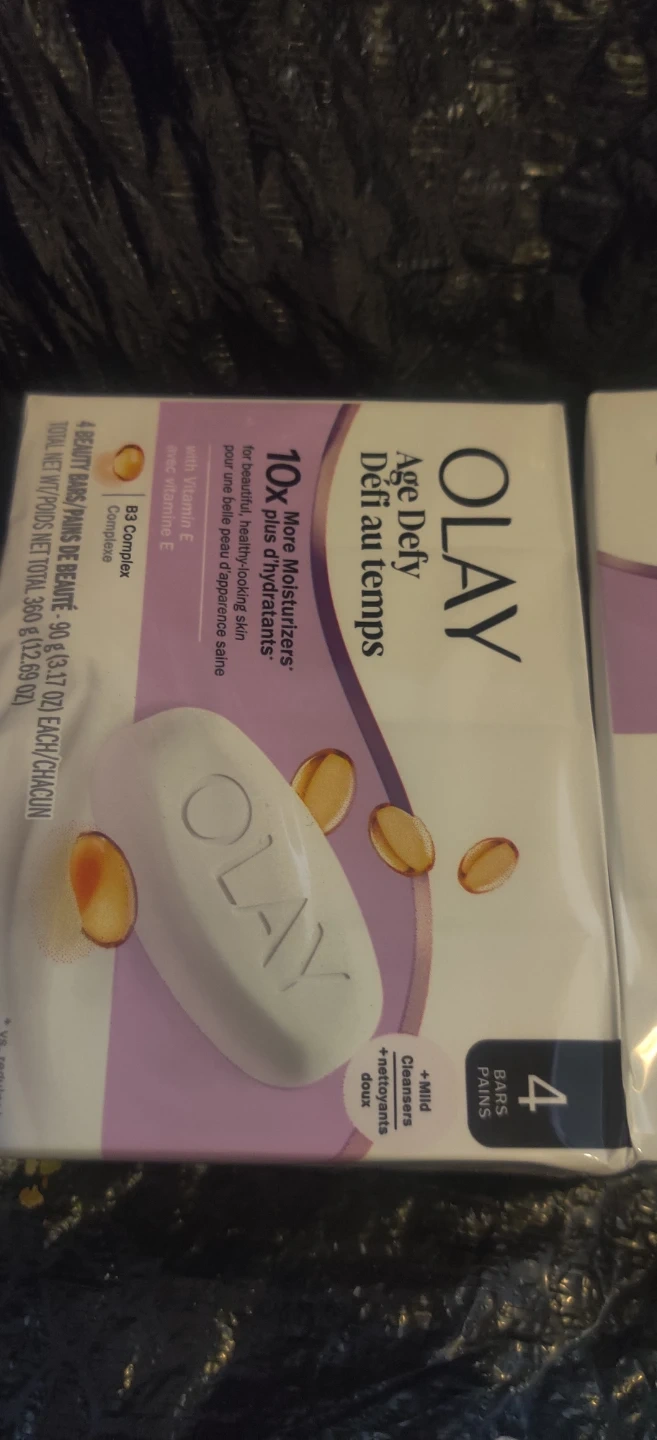 OLAY
Age Defy
Défi au temps
4
BARS
PAINS
10x More Moisturizers*
plus d'hydratants*
for beautiful, healthy-looking skin
pour une belle peau d'apparence saine
with Vitamin E
avec vitamine E
+Mild
Cleansers
+nettoyants
doux
OLAY
B3 Complex
Complexe
4 BEAUTY BARS/PAINS DE BEAUTÉ - 90 g (3.17 OZ) EACH/CHACUN
TOTAL NET WT/POIDS NET TOTAL 360 g (12.69 OZ)